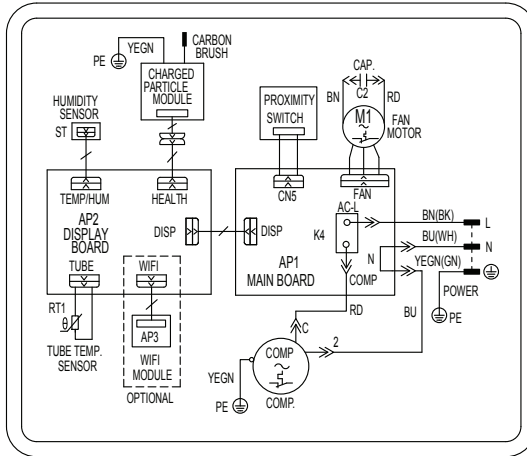 YEGN
PE
CARBON
BRUSH
CHARGED
PARTICLE
MODULE
HUMIDITY
SENSOR
ST
PROXIMITY
SWITCH
CAP.
C2
BN
RD
M1
~
FAN
MOTOR
TEMP/HUM
HEALTH
CN5
FAN
AP2
DISPLAY
BOARD
DISP
DISP
AC-L
K4
BN(BK)
L
BU(WH)
N
N
YEGN(GN)
POWER
PE
AP1
MAIN BOARD
COMP
TUBE
WIFI
RT1
θ
TUBE TEMP.
SENSOR
AP3
WIFI
MODULE
OPTIONAL
RD
BU
C
2
COMP
~
COMP.
YEGN
PE